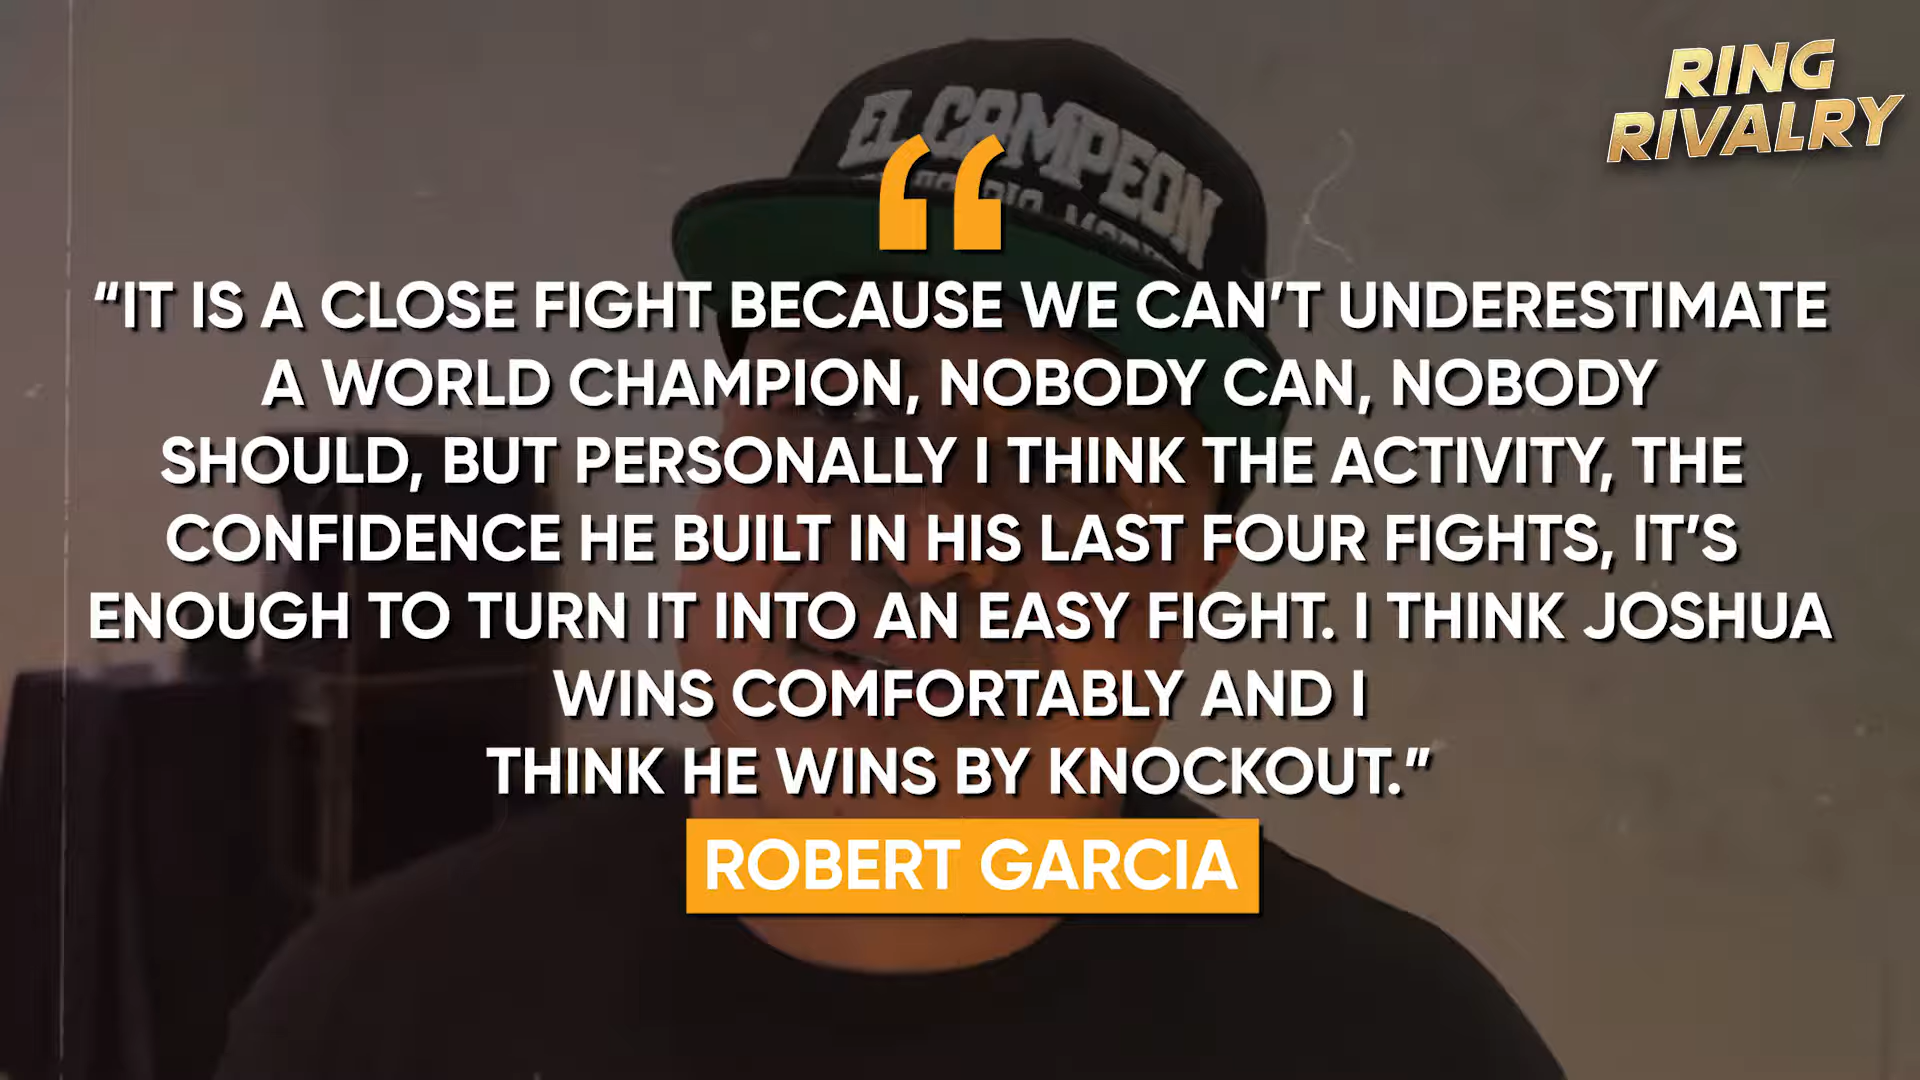 RING
RIVALRY
EL CAMPEON
“IT IS A CLOSE FIGHT BECAUSE WE CAN’T UNDERESTIMATE
A WORLD CHAMPION, NOBODY CAN, NOBODY
SHOULD, BUT PERSONALLY I THINK THE ACTIVITY, THE
CONFIDENCE HE BUILT IN HIS LAST FOUR FIGHTS, IT’S
ENOUGH TO TURN IT INTO AN EASY FIGHT. I THINK JOSHUA
WINS COMFORTABLY AND I
THINK HE WINS BY KNOCKOUT.”
ROBERT GARCIA